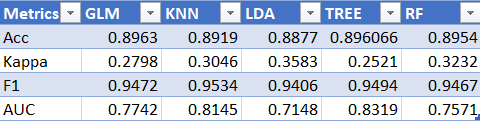 Metrics GLM KNN LDA TREE RF
Acc 0.8963 0.8919 0.8877 0.896066 0.8954
Kappa 0.2798 0.3046 0.3583 0.2521 0.3232
F1 0.9472 0.9534 0.9406 0.9494 0.9467
AUC 0.7742 0.8145 0.7148 0.8319 0.7571